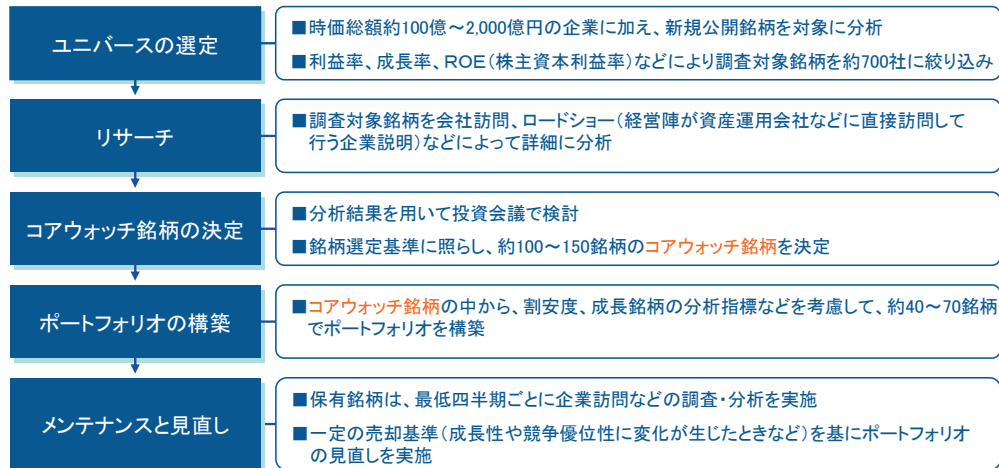 ユニバースの選定
■時価総額約100億～2,000億円の企業に加え、新規公開銘柄を対象に分析
■利益率、成長率、ROE（株主資本利益率）などにより調査対象銘柄を約700社に絞り込み
リサーチ
■調査対象銘柄を会社訪問、ロードショー（経営陣が資産運用会社などに直接訪問して
行う企業説明）などによって詳細に分析
コアウォッチ銘柄の決定
■分析結果を用いて投資会議で検討
■銘柄選定基準に照らし、約100～150銘柄のコアウォッチ銘柄を決定
ポートフォリオの構築
■コアウォッチ銘柄の中から、割安度、成長銘柄の分析指標などを考慮して、約40～70銘柄
でポートフォリオを構築
メンテナンスと見直し
■保有銘柄は、最低四半期ごとに企業訪問などの調査・分析を実施
■一定の売却基準（成長性や競争優位性に変化が生じたときなど）を基にポートフォリオ
の見直しを実施